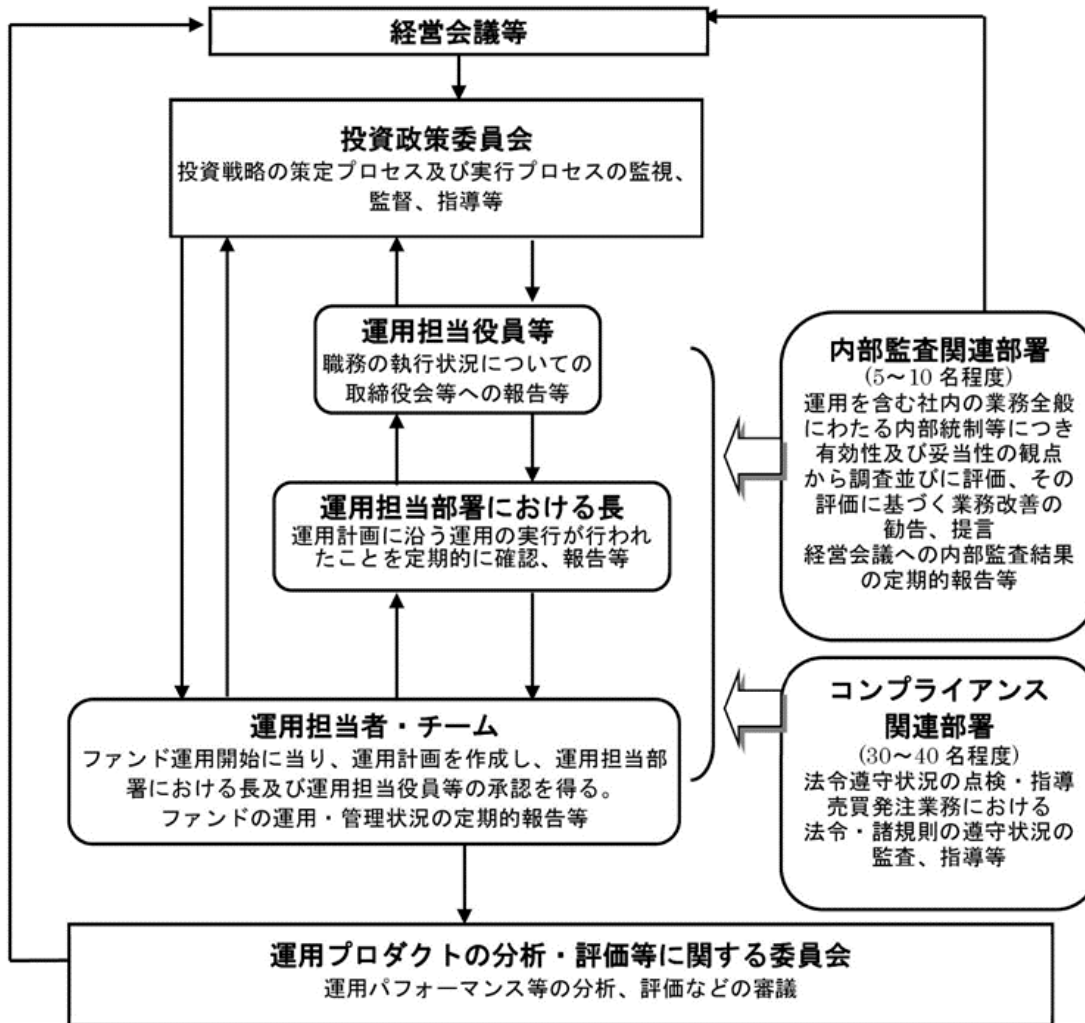 経営会議等
投資政策委員会
投資戦略の策定プロセス及び実行プロセスの監視、
監督、指導等
運用担当役員等
職務の執行状況についての
取締役会等への報告等
運用担当部署における長
運用計画に沿う運用の実行が行われ
たことを定期的に確認、報告等
運用担当者・チーム
ファンド運用開始に当り、運用計画を作成し、運用担当部
署における長及び運用担当役員等の承認を得る。
ファンドの運用・管理状況の定期的報告等
内部監査関連部署
(5～10 名程度)
運用を含む社内の業務全般
にわたる内部統制等につき
有効性及び妥当性の観点
から調査並びに評価、その
評価に基づく業務改善の
勧告、提言
経営会議への内部監査結果
の定期的報告等
コンプライアンス
関連部署
(30～40 名程度)
法令遵守状況の点検・指導
売買発注業務における
法令・諸規則の遵守状況の
監査、指導等
運用プロダクトの分析・評価等に関する委員会
運用パフォーマンス等の分析、評価などの審議